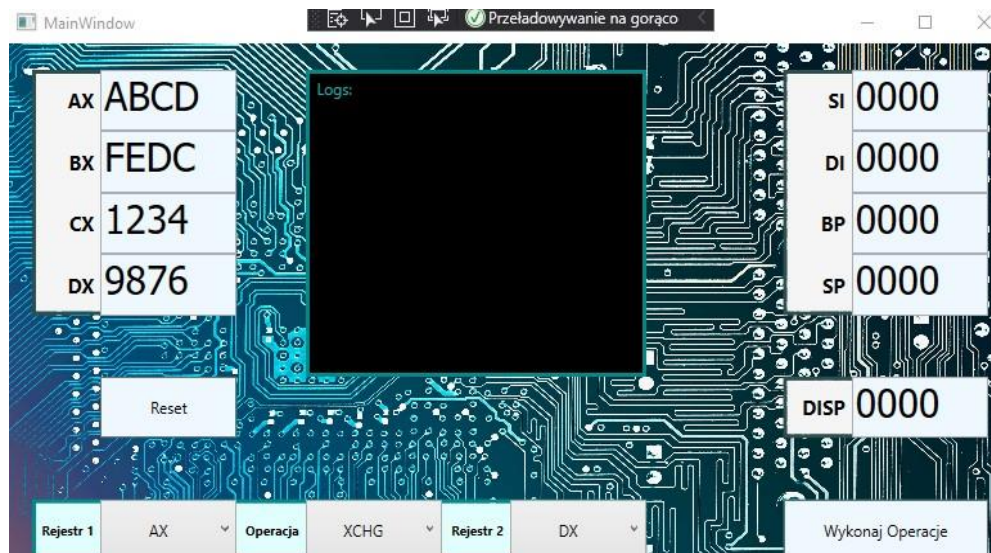 MainWindow
Przeładowywanie na gorąco
AX ABCD
BX FEDC
CX 1234
DX 9876
Logs:
SI 0000
DI 0000
BP 0000
SP 0000
Reset
DISP 0000
Rejestr 1 AX Operacja XCHG Rejestr 2 DX
Wykonaj Operacje